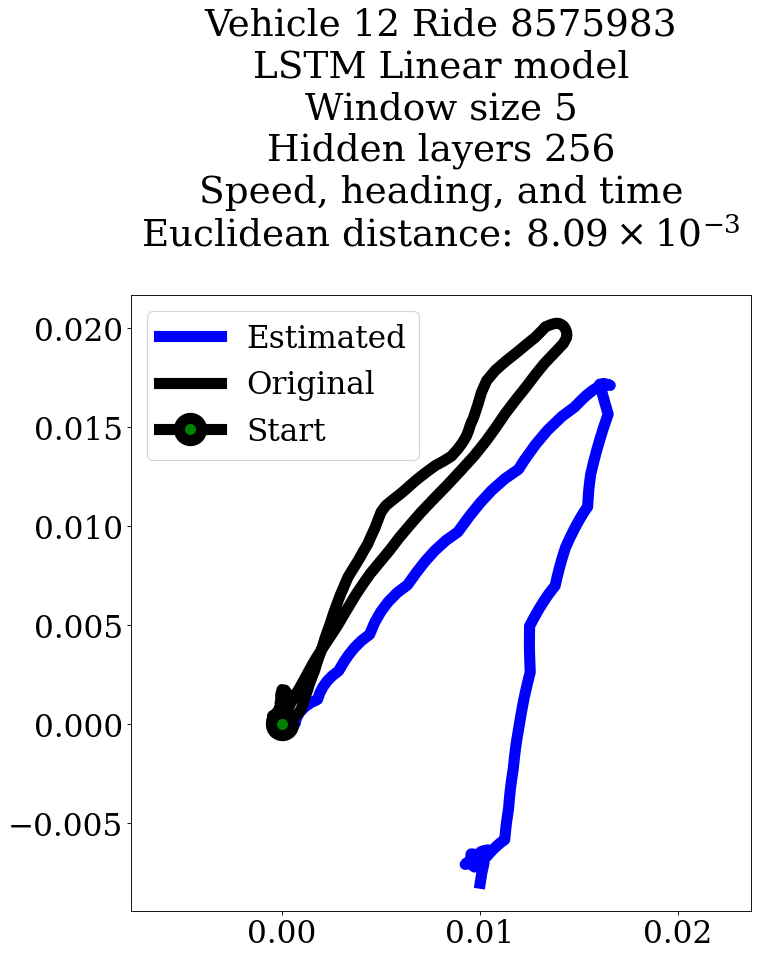 Vehicle 12 Ride 8575983
LSTM Linear model
Window size 5
Hidden layers 256
Speed, heading, and time
Euclidean distance: 8.09 × 10⁻³
Estimated
Original
Start
0.020
0.015
0.010
0.005
0.000
−0.005
0.00 0.01 0.02